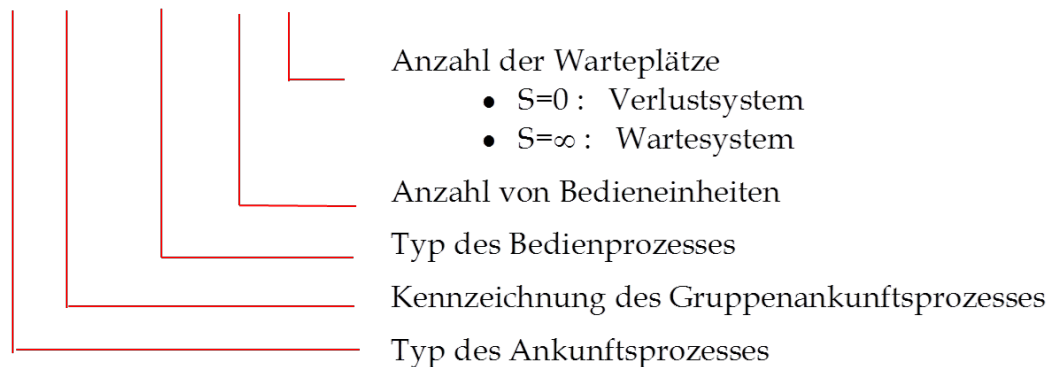 Anzahl der Warteplätze
• S=0 : Verlustsystem
• S=∞ : Wartesystem
Anzahl von Bedieneinheiten
Typ des Bedienprozesses
Kennzeichnung des Gruppenankunftsprozesses
Typ des Ankunftsprozesses